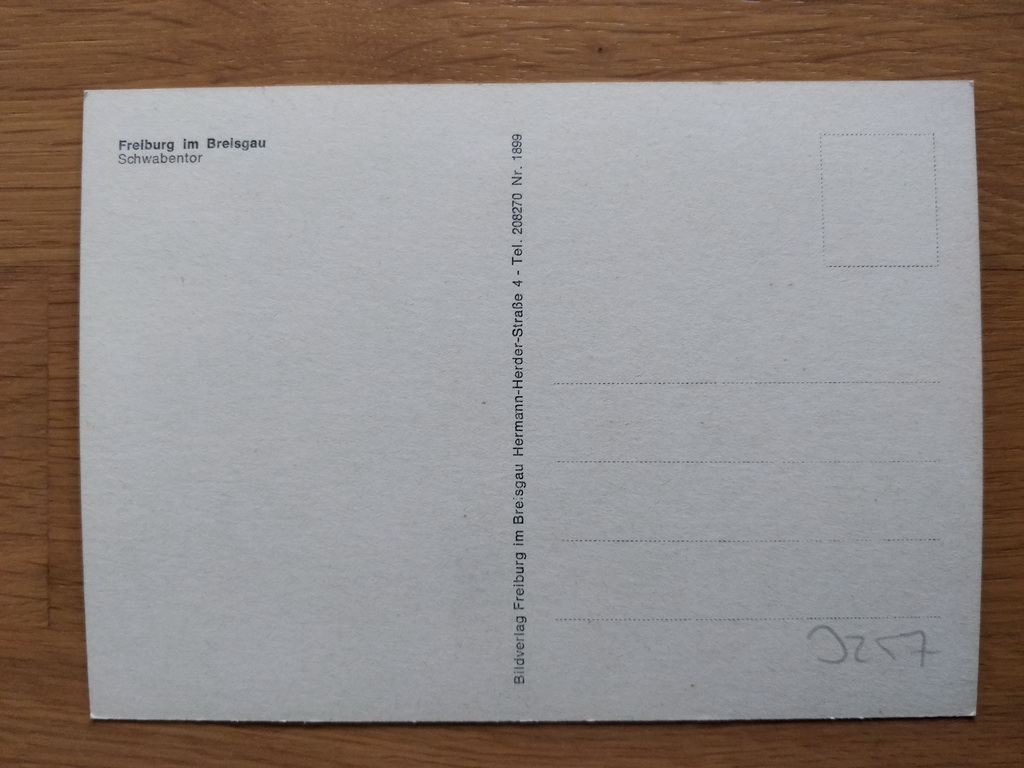 Freiburg im Breisgau
Schwabentor
Bildverlag Freiburg im Breisgau Hermann-Herder-Straße 4 - Tel. 208270 Nr. 1899